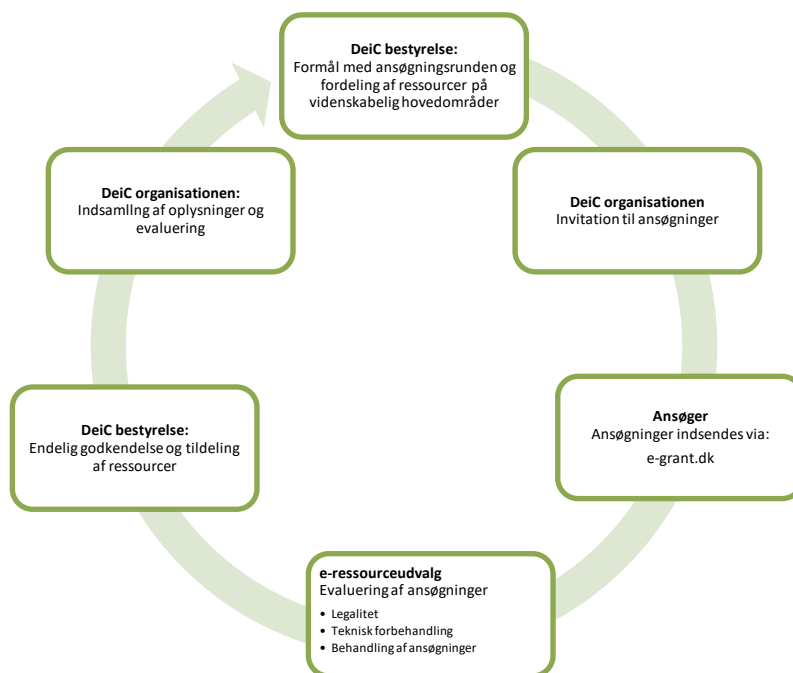 DeiC bestyrelse:
Formål med ansøgningsrunden og
fordeling af ressourcer på
videnskabelig hovedområder
DeiC organisationen
Invitation til ansøgninger
Ansøger
Ansøgninger indsendes via:
e-grant.dk
e-ressourceudvalg
Evaluering af ansøgninger
• Legalitet
• Teknisk forbehandling
• Behandling af ansøgninger
DeiC bestyrelse:
Endelig godkendelse og tildeling
af ressourcer
DeiC organisationen:
Indsamllng af oplysninger og
evaluering